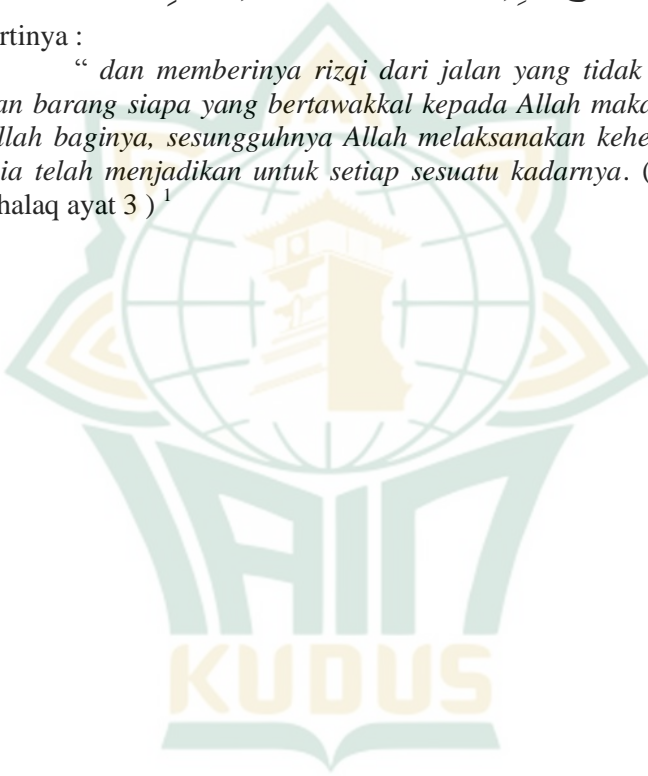 rtinya :
“ dan memberinya rizqi dari jalan yang tidak
an barang siapa yang bertawakkal kepada Allah maka
llah baginya, sesungguhnya Allah melaksanakan kehe
ia telah menjadikan untuk setiap sesuatu kadarnya. (
halaq ayat 3 ) 1
IAIN
KUDUS